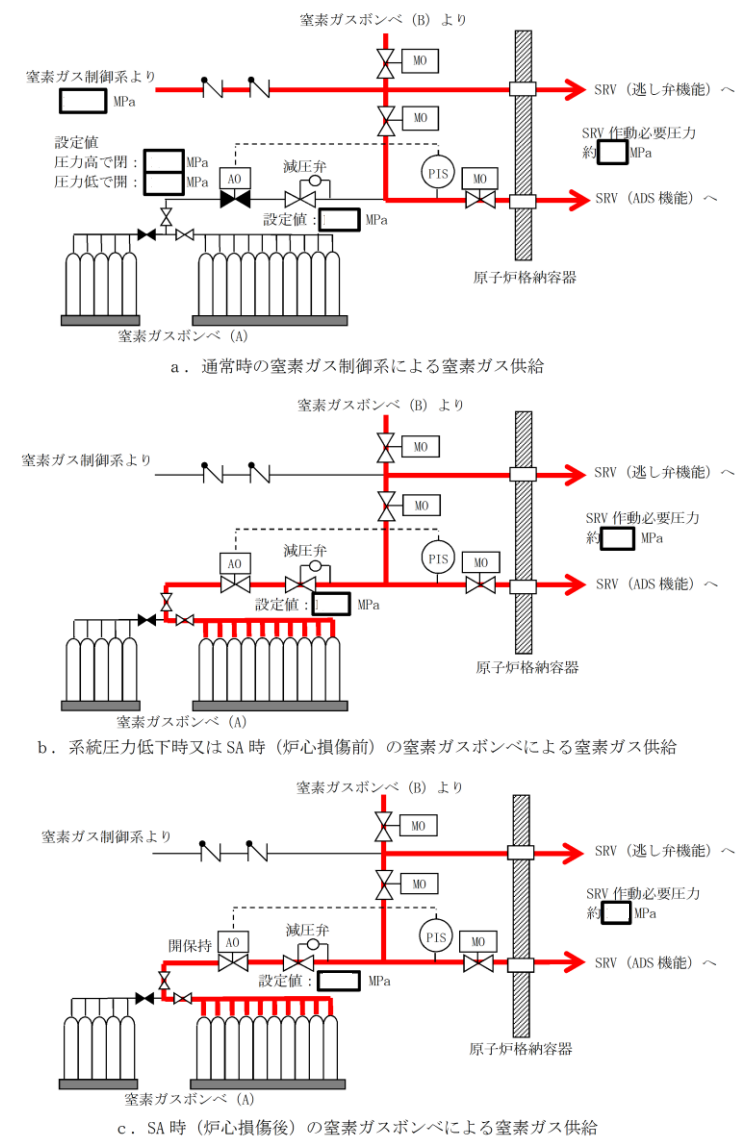 窒素ガスボンベ (B) より
MO
窒素ガス制御系より
MPa
SRV (逃し弁機能) へ
MO
設定値
圧力高で閉： MPa
圧力低で開： MPa
SRV 作動必要圧力
約 MPa
減圧弁
AO
PIS
MO
設定値： MPa
SRV (ADS 機能) へ
原子炉格納容器
窒素ガスボンベ (A)
a．通常時の窒素ガス制御系による窒素ガス供給
窒素ガスボンベ (B) より
MO
窒素ガス制御系より
SRV (逃し弁機能) へ
MO
SRV 作動必要圧力
約 MPa
減圧弁
AO
PIS
MO
SRV (ADS 機能) へ
設定値： MPa
原子炉格納容器
窒素ガスボンベ (A)
b．系統圧力低下時又は SA 時（炉心損傷前）の窒素ガスボンベによる窒素ガス供給
窒素ガスボンベ (B) より
MO
窒素ガス制御系より
SRV (逃し弁機能) へ
MO
SRV 作動必要圧力
約 MPa
減圧弁
開保持
AO
PIS
MO
SRV (ADS 機能) へ
設定値： MPa
原子炉格納容器
窒素ガスボンベ (A)
c．SA 時（炉心損傷後）の窒素ガスボンベによる窒素ガス供給